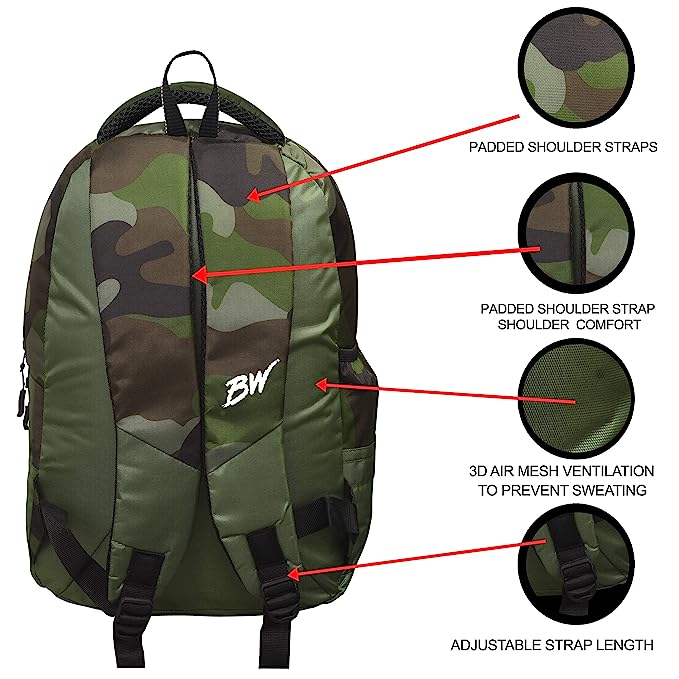 PADDED SHOULDER STRAPS
PADDED SHOULDER STRAP
SHOULDER COMFORT
BW
3D AIR MESH VENTILATION
TO PREVENT SWEATING
ADJUSTABLE STRAP LENGTH